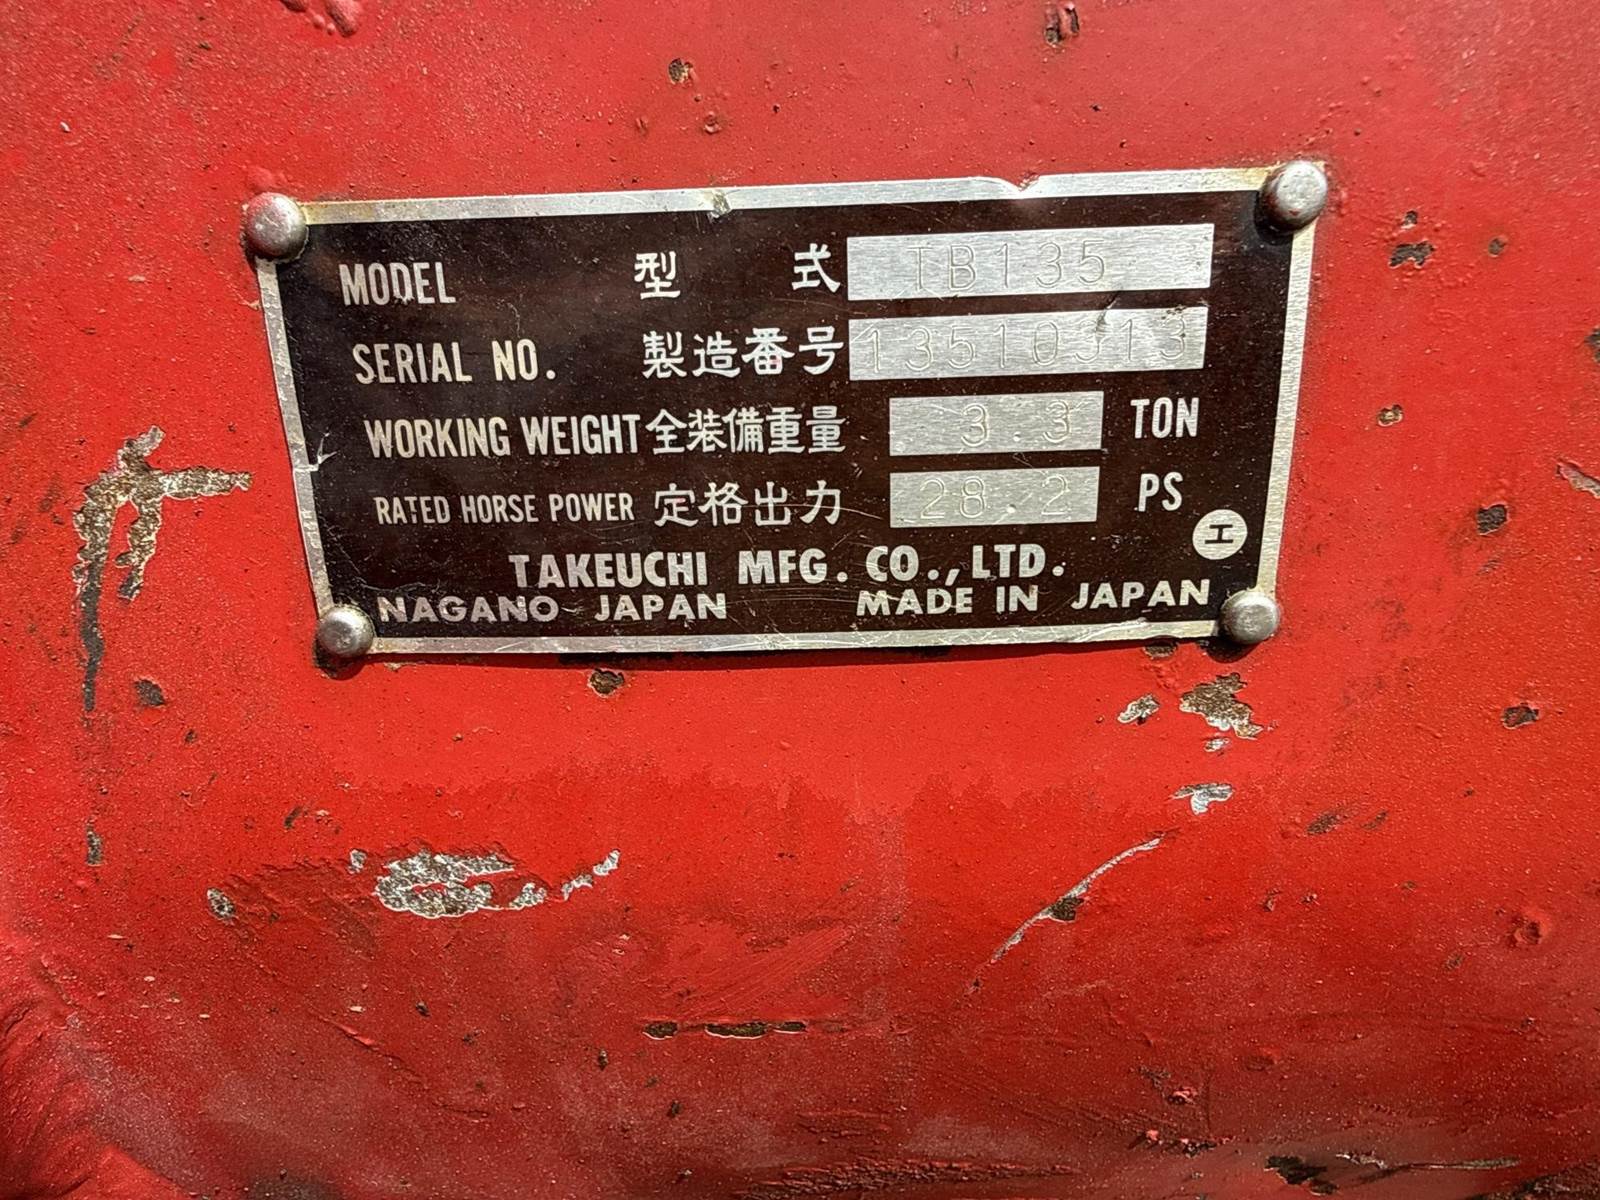 MODEL 型 式 TB135
SERIAL NO. 製造番号 13510313
WORKING WEIGHT 全装備重量 3.3 TON
RATED HORSE POWER 定格出力 28.2 PS
エ
TAKEUCHI MFG. CO., LTD.
NAGANO JAPAN MADE IN JAPAN